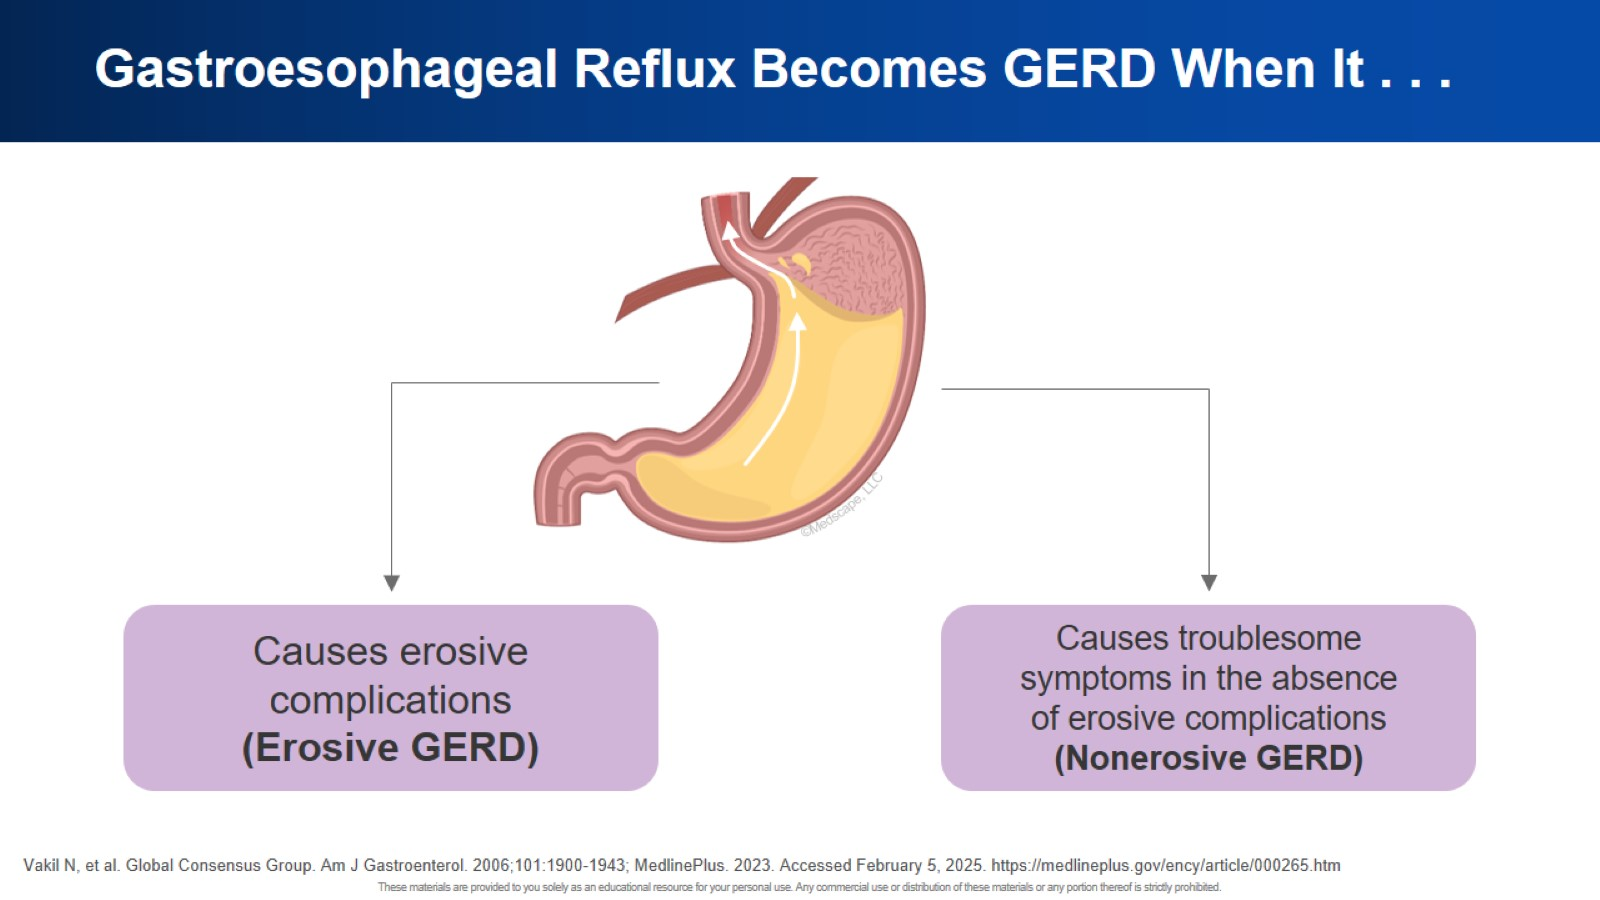 Gastroesophageal Reflux Becomes GERD When It . . .
©Medscape, LLC
Causes erosive
complications
(Erosive GERD)
Causes troublesome
symptoms in the absence
of erosive complications
(Nonerosive GERD)
Vakil N, et al. Global Consensus Group. Am J Gastroenterol. 2006;101:1900-1943; MedlinePlus. 2023. Accessed February 5, 2025. https://medlineplus.gov/ency/article/000265.htm
These materials are provided to you solely as an educational resource for your personal use. Any commercial use or distribution of these materials or any portion thereof is strictly prohibited.